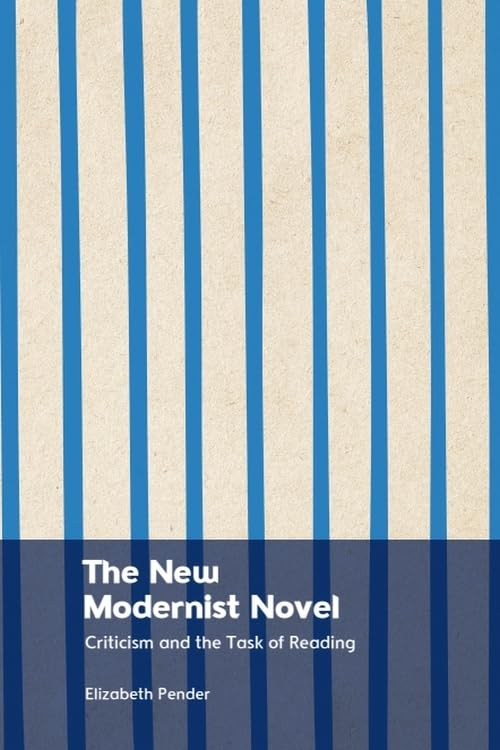 The New
Modernist Novel
Criticism and the Task of Reading
Elizabeth Pender